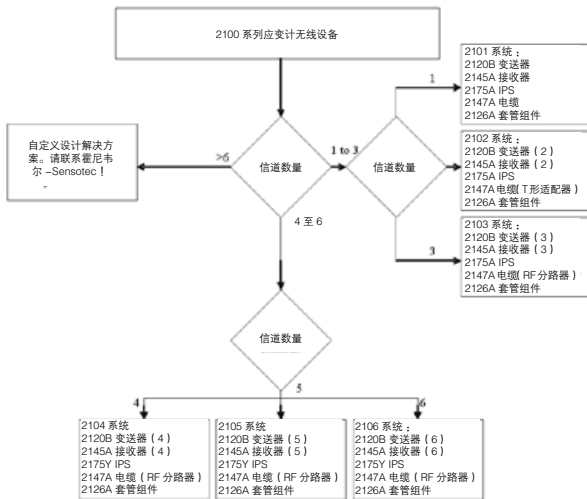 2100 系列应变计无线设备
自定义设计解决方
案。请联系霍尼韦
尔 –Sensotec！
-
>6
信道数量
1 to 3
信道数量
4 至 6
1
3
2101 系统：
2120B 变送器
2145A 接收器
2175A IPS
2147A 电缆
2126A 套管组件
2102 系统：
2120B 变送器（2）
2145A 接收器（2）
2175A IPS
2147A 电缆(T 形适配器）
2126A 套管组件
2103 系统：
2120B 变送器（3）
2145A 接收器（3）
2175A IPS
2147A 电缆( RF 分路器）
2126A 套管组件
信道数量
4
5
6
2104 系统
2120B 变送器（4）
2145A 接收器（4）
2175Y IPS
2147A 电缆（RF 分路器）
2126A 套管组件
2105 系统
2120B 变送器（5）
2145A 接收器（5）
2175Y IPS
2147A 电缆（RF 分路器）
2126A 套管组件
2106 系统：
2120B 变送器（6）
2145A 接收器（6）
2175Y IPS
2147A 电缆（RF 分路器）
2126A 套管组件